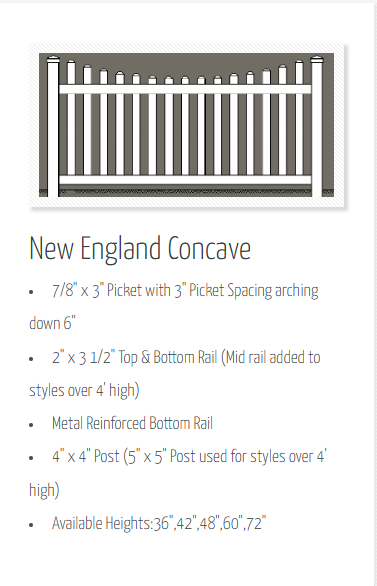 New England Concave
• 7/8" x 3" Picket with 3" Picket Spacing arching
down 6"
• 2" x 3 1/2" Top & Bottom Rail (Mid rail added to
styles over 4' high)
• Metal Reinforced Bottom Rail
• 4" x 4" Post (5" x 5" Post used for styles over 4'
high)
• Available Heights:36",42",48",60",72"